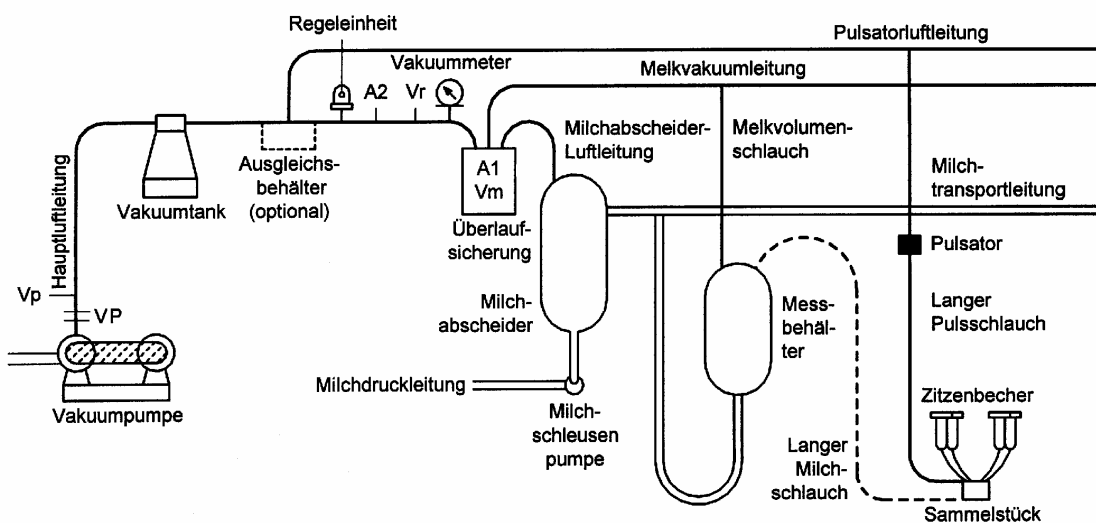 Regeleinheit
Pulsatorluftleitung
Vakuummeter
Melkvakuumleitung
A2
Vr
Hauptluftleitung
Vakuumtank
Ausgleichs-
behälter
(optional)
A1
Vm
Überlauf-
sicherung
Milchabscheider-
Luftleitung
Melkvolumen-
schlauch
Milch-
transportleitung
Pulsator
Vp
VP
Milch-
abscheider
Mess-
behäl-
ter
Langer
Pulsschlauch
Vakuumpumpe
Milchdruckleitung
Milch-
schleusen
pumpe
Zitzenbecher
Langer
Milch-
schlauch
Sammelstück